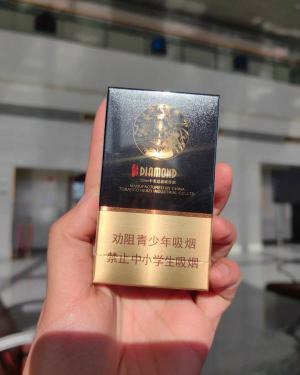 DIAMOND
MANUFACTURED BY CHINA
TOBACCO HEBEI INDUSTRIAL CO.,LTD.
劝阻青少年吸烟
禁止中小学生吸烟